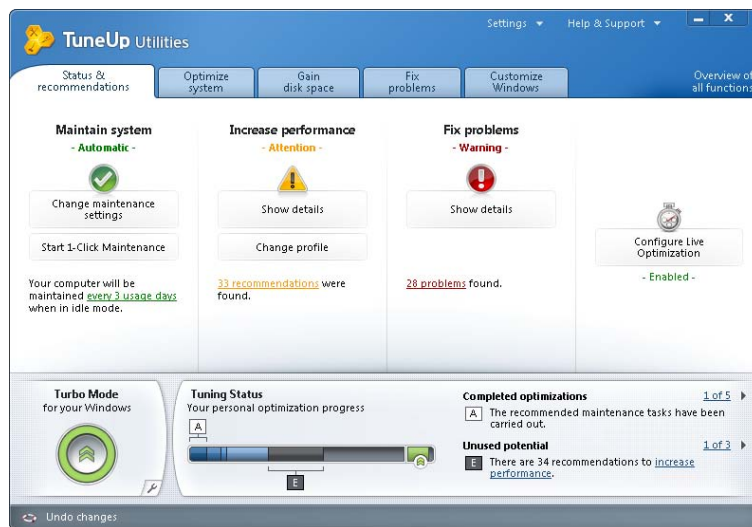 TuneUp Utilities
Settings
Help & Support
Status &
recommendations
Optimize
system
Gain
disk space
Fix
problems
Customize
Windows
Overview of
all functions
Maintain system
- Automatic -
Change maintenance
settings
Start 1-Click Maintenance
Your computer will be
maintained every 3 usage days
when in idle mode.
Increase performance
- Attention -
Show details
Change profile
33 recommendations were
found.
Fix problems
- Warning -
Show details
28 problems found.
Configure Live
Optimization
- Enabled -
Turbo Mode
for your Windows
Tuning Status
Your personal optimization progress
A
E
Completed optimizations 1 of 5
A The recommended maintenance tasks have been
carried out.
Unused potential 1 of 3
E There are 34 recommendations to increase
performance.
Undo changes